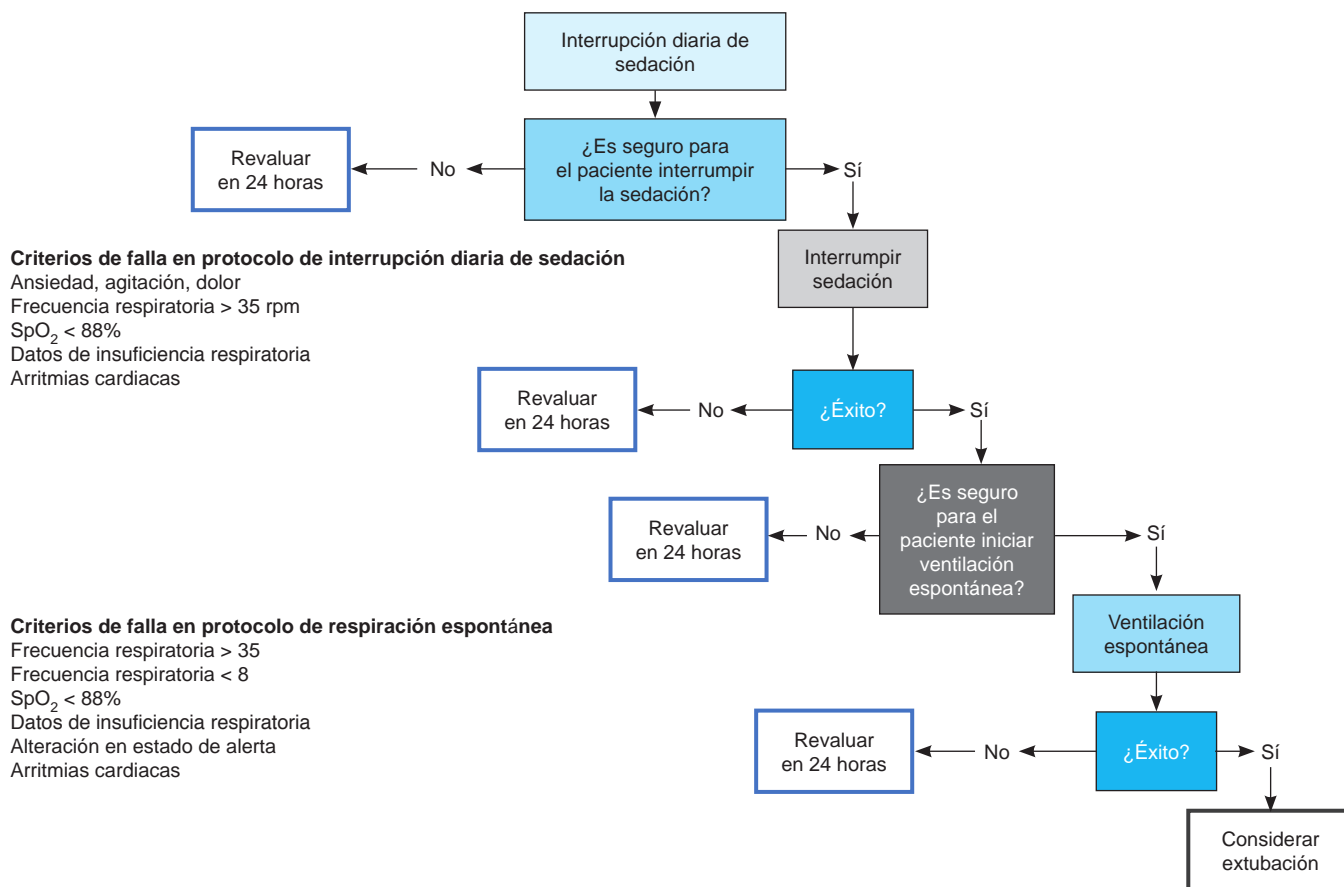 Interrupción diaria de
sedación
¿Es seguro para
el paciente interrumpir
la sedación?
No
Sí
Revaluar
en 24 horas
Criterios de falla en protocolo de interrupción diaria de sedación
Ansiedad, agitación, dolor
Frecuencia respiratoria > 35 rpm
SpO₂ < 88%
Datos de insuficiencia respiratoria
Arritmias cardiacas
Interrumpir
sedación
¿Éxito?
No
Sí
Revaluar
en 24 horas
¿Es seguro
para el
paciente iniciar
ventilación
espontánea?
No
Sí
Revaluar
en 24 horas
Criterios de falla en protocolo de respiración espontánea
Frecuencia respiratoria > 35
Frecuencia respiratoria < 8
SpO₂ < 88%
Datos de insuficiencia respiratoria
Alteración en estado de alerta
Arritmias cardiacas
Ventilación
espontánea
¿Éxito?
No
Sí
Revaluar
en 24 horas
Considerar
extubación